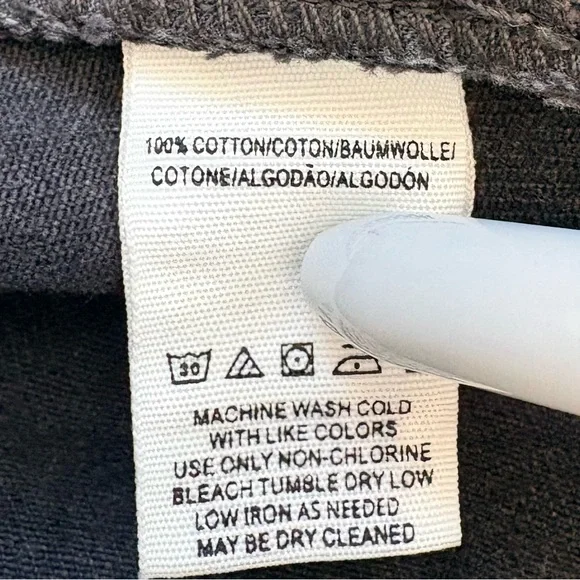 100% COTTON/COTON/BAUMWOLLE/
COTONE/ALGODÃO/ALGODÓN
30
MACHINE WASH COLD
WITH LIKE COLORS
USE ONLY NON-CHLORINE
BLEACH TUMBLE DRY LOW
LOW IRON AS NEEDED
MAY BE DRY CLEANED